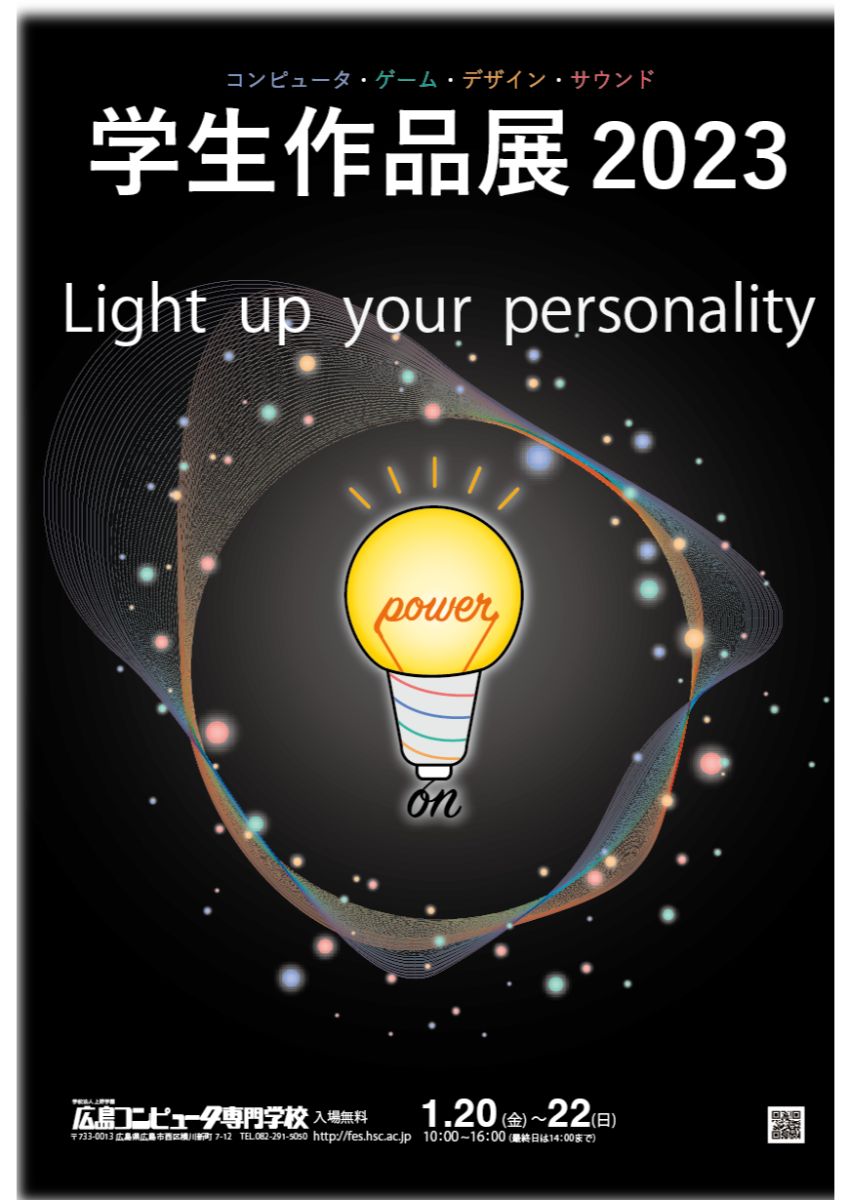 コンピュータ・ゲーム・デザイン・サウンド
学生作品展 2023
Light up your personality
power
on
学校法人 上野学園
広島コンピュータ専門学校 入場無料 1.20(金)〜22(日)
〒733-0013 広島県広島市西区横川新町 7-12 TEL.082-291-5050 http://fes.hsc.ac.jp 10:00〜16:00(最終日は14:00まで)